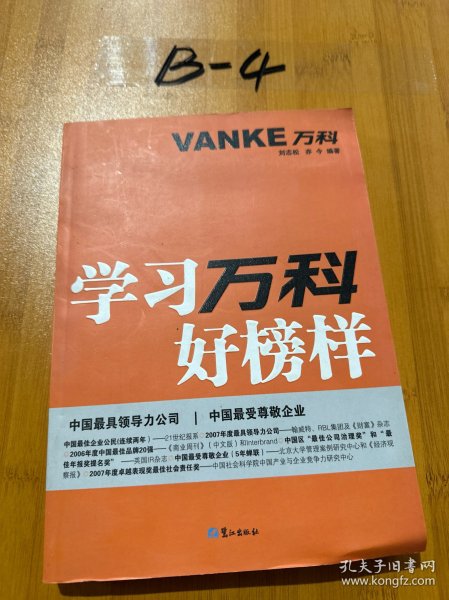 B-4
VANKE 万科
刘志松 乔今 编著
学习万科
好榜样
中国最具领导力公司 | 中国最受尊敬企业
中国最佳企业公民(连续两年)——21世纪报系 2007年度最具领导力公司——翰威特、RBL集团及《财富》杂志
2006年度中国最佳品牌20强——《商业周刊》(中文版)和Interbrand 中国区“最佳公司治理奖”和“最
佳年报奖提名奖”——英国IR杂志 中国最受尊敬企业(5年蝉联)——北京大学管理案例研究中心和《经济观
察报》 2007年度卓越表现奖最佳社会责任奖——中国社会科学院中国产业与企业竞争力研究中心
鹭江出版社
孔夫子旧书网
www.kongfz.com